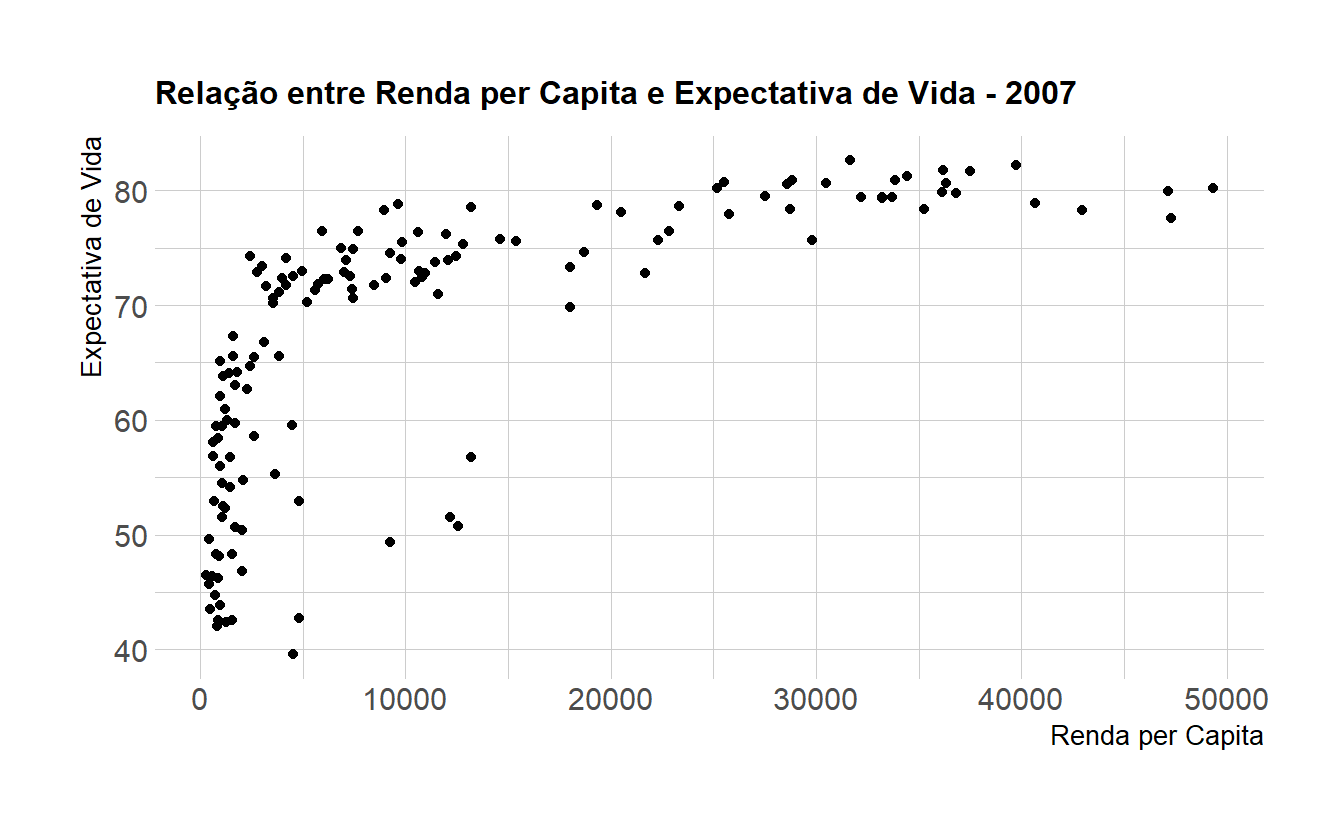 Relação entre Renda per Capita e Expectativa de Vida - 2007
Expectativa de Vida
80
70
60
50
40
0 10000 20000 30000 40000 50000
Renda per Capita